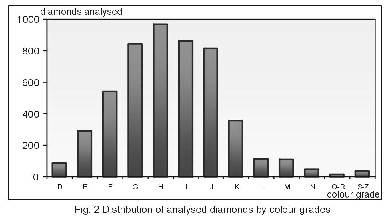 diamonds analysed
1000
800
600
400
200
0
D E F G H I J K L M N O-R S-Z
colour grade
Fig. 2 Distribution of analysed diamonds by colour grades